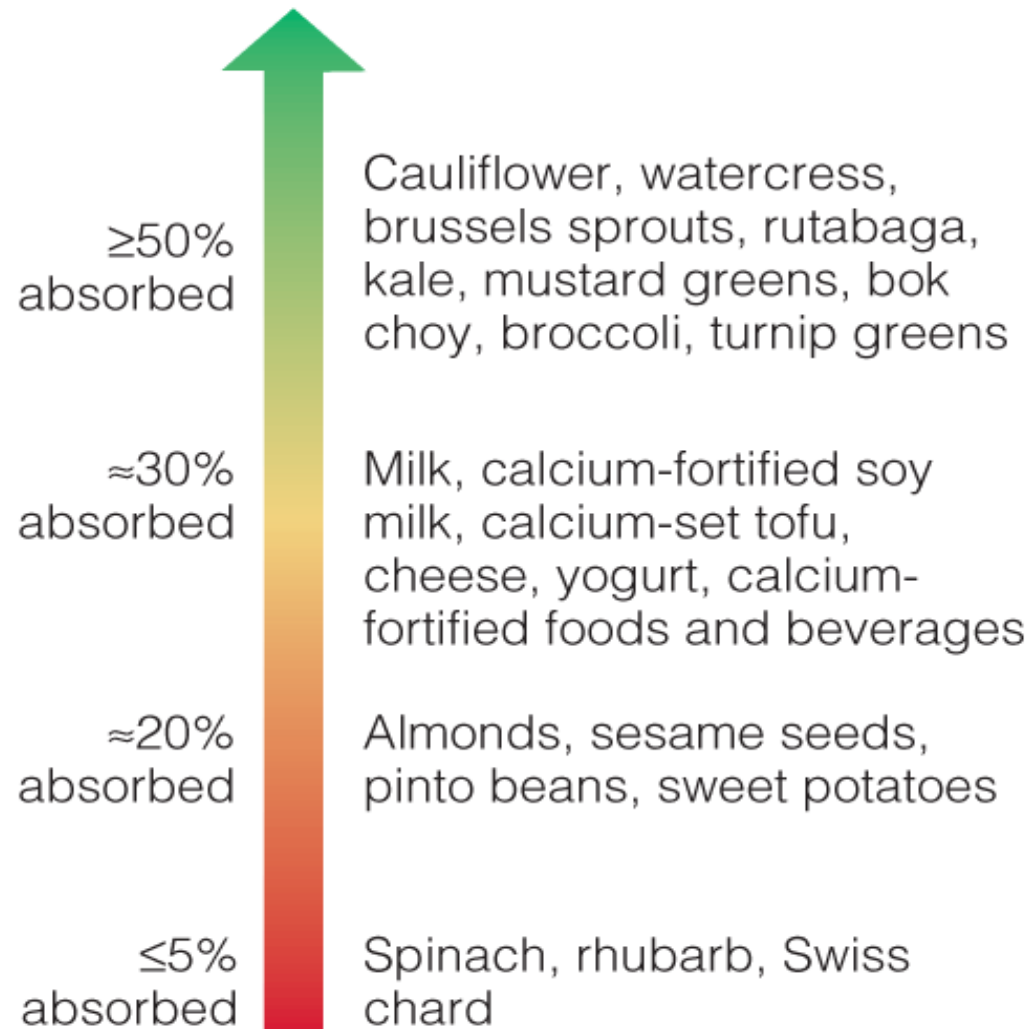 ≥50%
absorbed
Cauliflower, watercress,
brussels sprouts, rutabaga,
kale, mustard greens, bok
choy, broccoli, turnip greens
≈30%
absorbed
Milk, calcium-fortified soy
milk, calcium-set tofu,
cheese, yogurt, calcium-
fortified foods and beverages
≈20%
absorbed
Almonds, sesame seeds,
pinto beans, sweet potatoes
≤5%
absorbed
Spinach, rhubarb, Swiss
chard